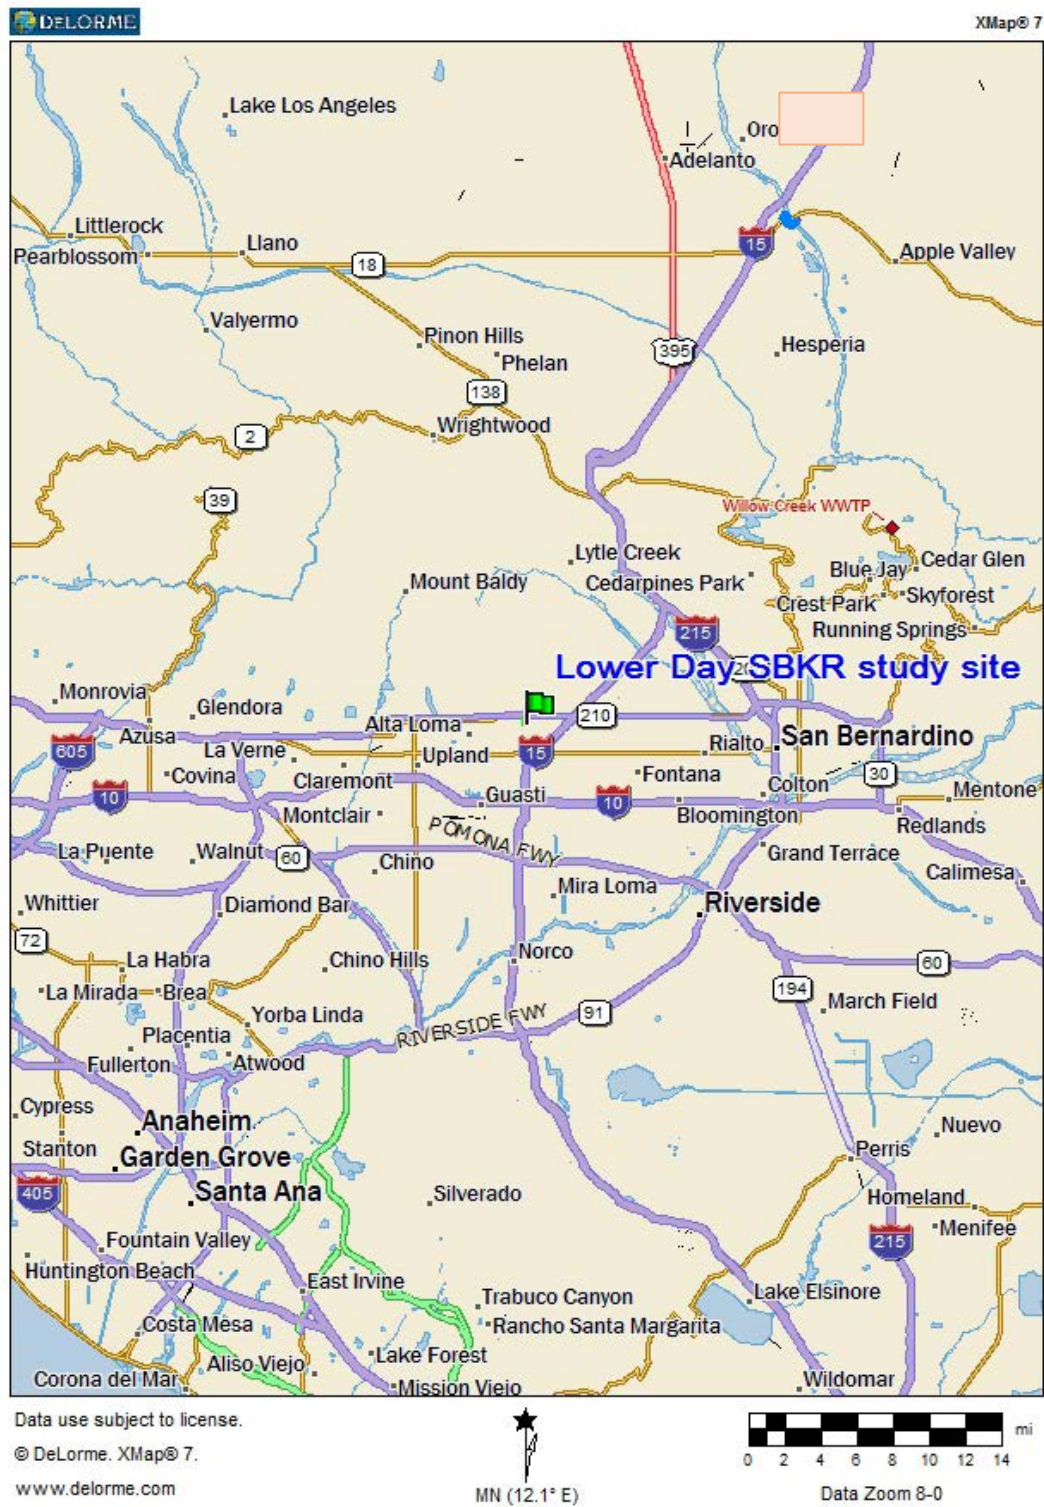 DELORME
XMap® 7
Lake Los Angeles
Oro
Adelanto
Littlerock
Pearblossom
Llano
18
15
Apple Valley
Valyermo
Pinon Hills
Phelan
395
Hesperia
138
Wrightwood
2
39
Willow Creek WWTP
Lytle Creek
Cedarpines Park
Blue Jay
Cedar Glen
Mount Baldy
Crest Park
Skyforest
215
Running Springs
Lower Day SBKR study site
Monrovia
Glendora
Alta Loma
210
605
Azusa
La Verne
Upland
15
Rialto
San Bernardino
Covina
Claremont
Fontana
30
10
Guasti
10
Colton
Mentone
Montclair
POMONA FWY
Bloomington
Redlands
La Puente
Walnut
60
Chino
Grand Terrace
Calimesa
Whittier
Diamond Bar
Mira Loma
Riverside
72
La Habra
Chino Hills
Norco
60
La Mirada
Brea
194
March Field
Yorba Linda
RIVERSIDE FWY
91
Placentia
Fullerton
Atwood
Cypress
Anaheim
Nuevo
Stanton
Garden Grove
Perris
405
Santa Ana
Silverado
Homeland
Menifee
Fountain Valley
215
Huntington Beach
East Irvine
Trabuco Canyon
Lake Elsinore
Costa Mesa
Rancho Santa Margarita
Aliso Viejo
Lake Forest
Corona del Mar
Mission Viejo
Wildomar
Data use subject to license.
© DeLorme. XMap® 7.
www.delorme.com
MN (12.1° E)
mi
0 2 4 6 8 10 12 14
Data Zoom 8-0